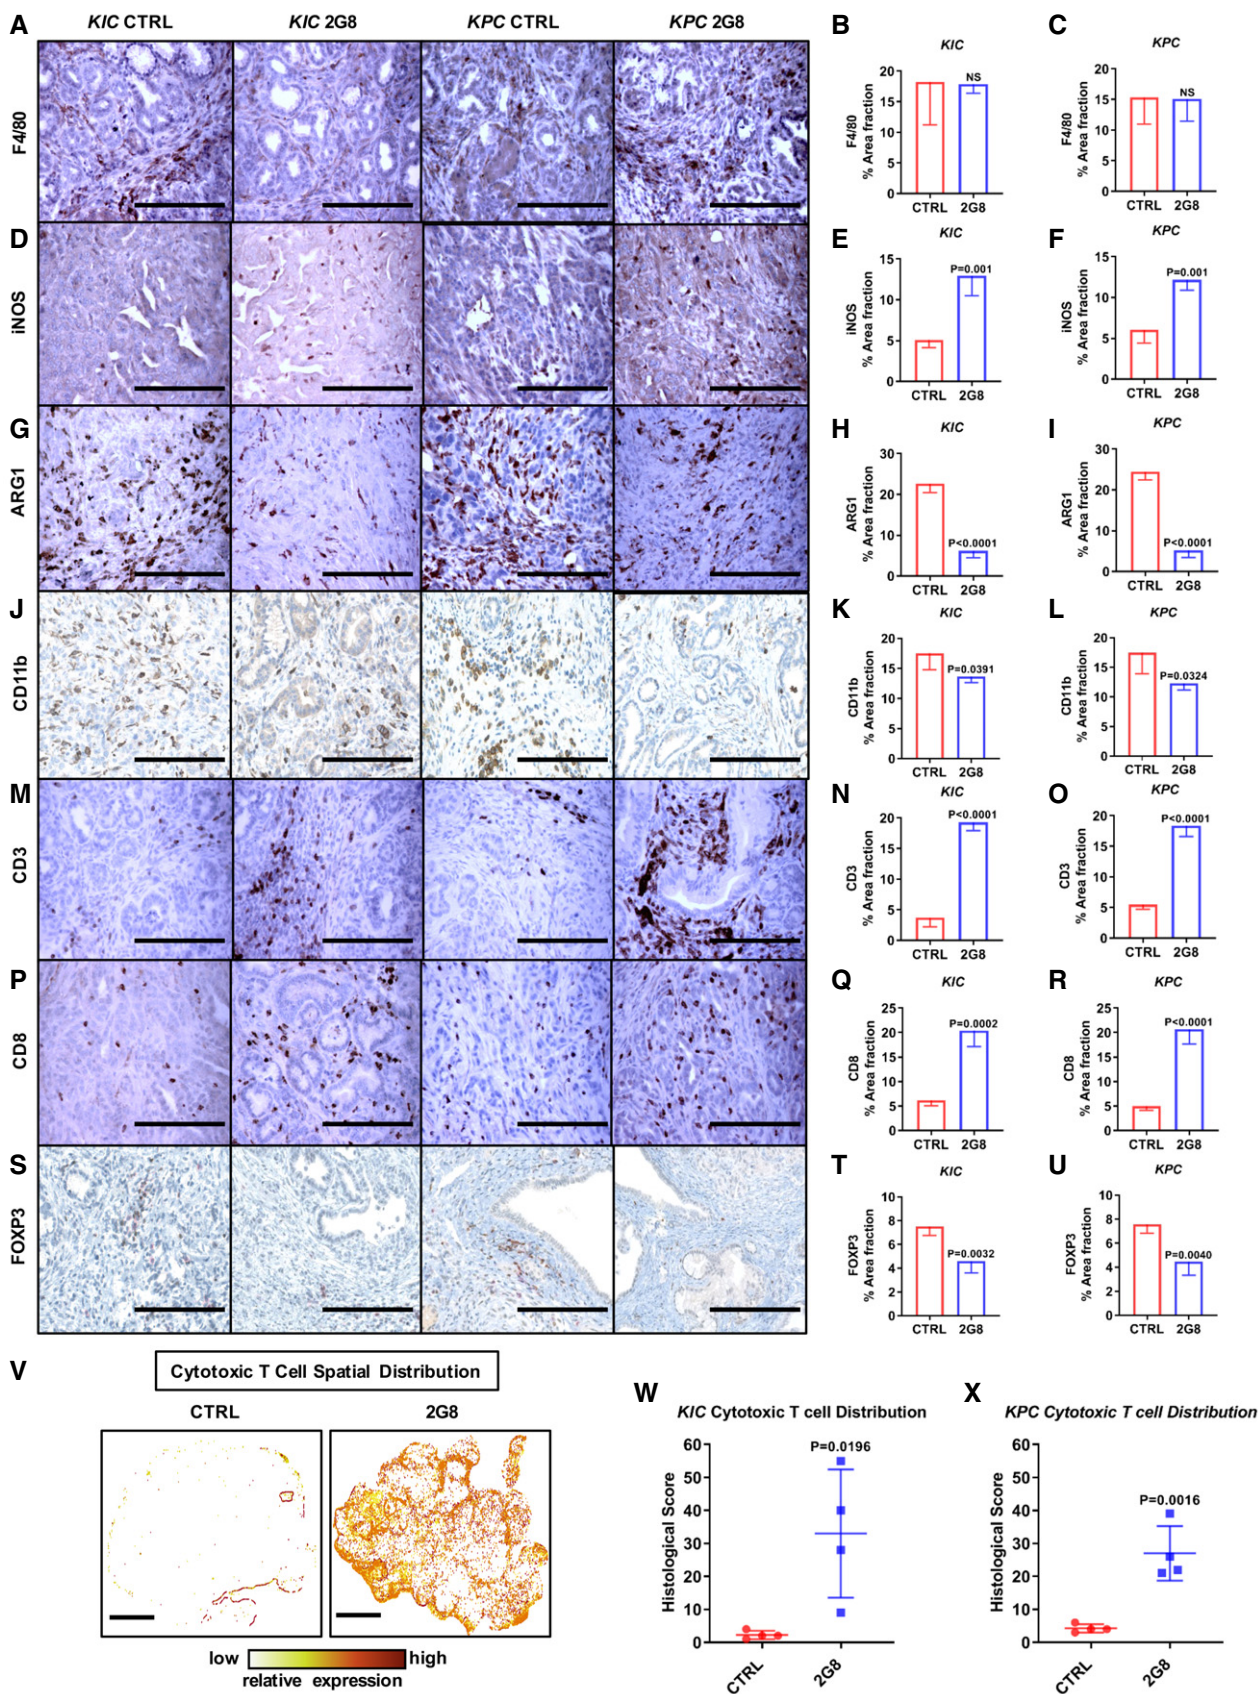 A
KIC CTRL
KIC 2G8
KPC CTRL
KPC 2G8
F4/80
B
KIC
F4/80
% Area fraction
20
15
10
5
0
NS
CTRL 2G8
C
KPC
F4/80
% Area fraction
20
15
10
5
0
NS
CTRL 2G8
D
iNOS
E
KIC
iNOS
% Area fraction
15
10
5
0
P=0.001
CTRL 2G8
F
KPC
iNOS
% Area fraction
15
10
5
0
P=0.001
CTRL 2G8
G
ARG1
H
KIC
ARG1
% Area fraction
30
20
10
0
P<0.0001
CTRL 2G8
I
KPC
ARG1
% Area fraction
30
20
10
0
P<0.0001
CTRL 2G8
J
CD11b
K
KIC
CD11b
% Area fraction
20
15
10
5
0
P=0.0391
CTRL 2G8
L
KPC
CD11b
% Area fraction
20
15
10
5
0
P=0.0324
CTRL 2G8
M
CD3
N
KIC
CD3
% Area fraction
20
15
10
5
0
P<0.0001
CTRL 2G8
O
KPC
CD3
% Area fraction
20
15
10
5
0
P<0.0001
CTRL 2G8
P
CD8
Q
KIC
CD8
% Area fraction
25
20
15
10
5
0
P=0.0002
CTRL 2G8
R
KPC
CD8
% Area fraction
25
20
15
10
5
0
P<0.0001
CTRL 2G8
S
FOXP3
T
KIC
FOXP3
% Area fraction
10
8
6
4
2
0
P=0.0032
CTRL 2G8
U
KPC
FOXP3
% Area fraction
10
8
6
4
2
0
P=0.0040
CTRL 2G8
V
Cytotoxic T Cell Spatial Distribution
CTRL
2G8
low
high
relative expression
W
KIC Cytotoxic T cell Distribution
Histological Score
60
50
40
30
20
10
0
P=0.0196
CTRL
2G8
X
KPC Cytotoxic T cell Distribution
Histological Score
60
50
40
30
20
10
0
P=0.0016
CTRL
2G8